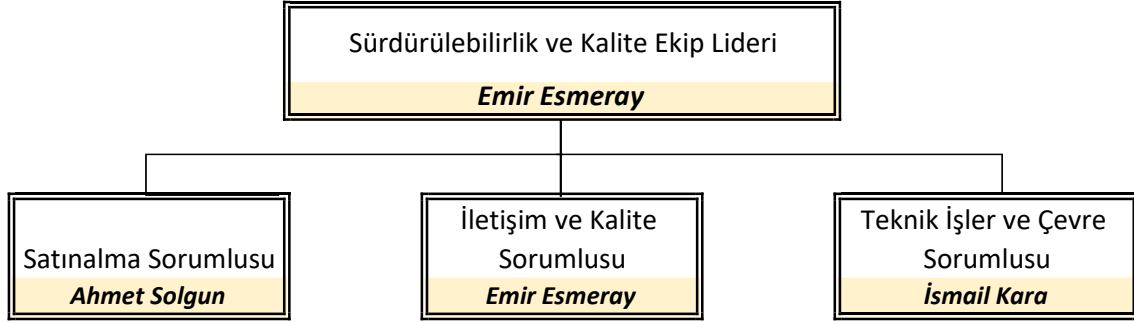 Sürdürülebilirlik ve Kalite Ekip Lideri
Emir Esmeray
Satınalma Sorumlusu
Ahmet Solgun
İletişim ve Kalite
Sorumlusu
Emir Esmeray
Teknik İşler ve Çevre
Sorumlusu
İsmail Kara